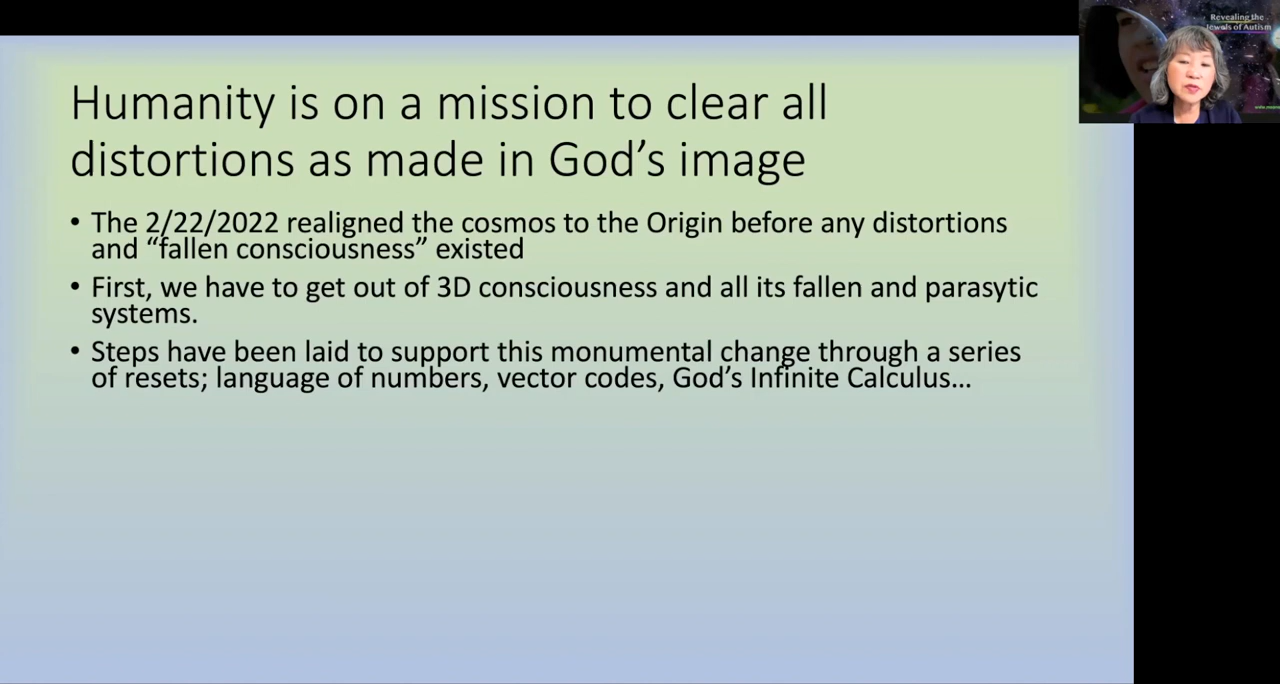 Humanity is on a mission to clear all
distortions as made in God’s image
• The 2/22/2022 realigned the cosmos to the Origin before any distortions
and “fallen consciousness” existed
• First, we have to get out of 3D consciousness and all its fallen and parasytic
systems.
• Steps have been laid to support this monumental change through a series
of resets; language of numbers, vector codes, God’s Infinite Calculus…
Revealing the
Jewels of Autism